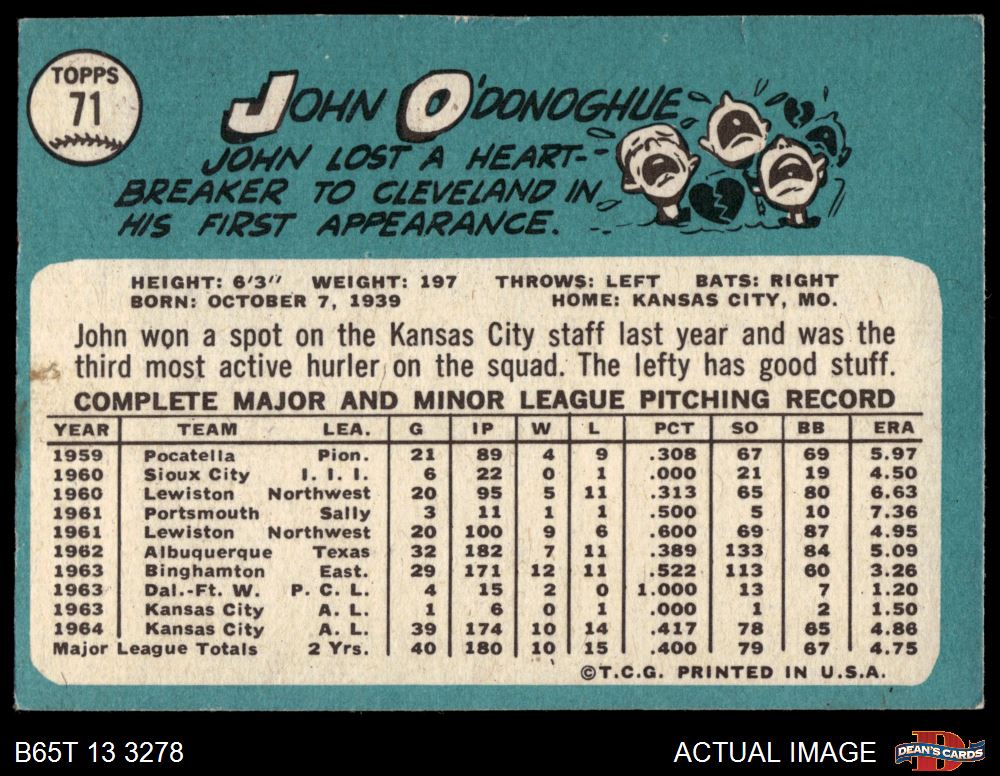 TOPPS
71
JOHN O'DONOGHUE
JOHN LOST A HEART-
BREAKER TO CLEVELAND IN
HIS FIRST APPEARANCE.
HEIGHT: 6'3" WEIGHT: 197 THROWS: LEFT BATS: RIGHT
BORN: OCTOBER 7, 1939 HOME: KANSAS CITY, MO.
John won a spot on the Kansas City staff last year and was the
third most active hurler on the squad. The lefty has good stuff.
COMPLETE MAJOR AND MINOR LEAGUE PITCHING RECORD
YEAR TEAM LEA. G IP W L PCT SO BB ERA
1959 Pocatella Pion. 21 89 4 9 .308 67 69 5.97
1960 Sioux City I. I. I. 6 22 0 1 .000 21 19 4.50
1960 Lewiston Northwest 20 95 5 11 .313 65 80 6.63
1961 Portsmouth Sally 3 11 1 1 .500 5 10 7.36
1961 Lewiston Northwest 20 100 9 6 .600 69 87 4.95
1962 Albuquerque Texas 32 182 7 11 .389 133 84 5.09
1963 Binghamton East. 29 171 12 11 .522 113 60 3.26
1963 Dal.-Ft. W. P. C. L. 4 15 2 0 1.000 13 7 1.20
1963 Kansas City A. L. 1 6 0 1 .000 1 2 1.50
1964 Kansas City A. L. 39 174 10 14 .417 78 65 4.86
Major League Totals 2 Yrs. 40 180 10 15 .400 79 67 4.75
©T.C.G. PRINTED IN U.S.A.
B65T 13 3278 ACTUAL IMAGE DEAN'S CARDS